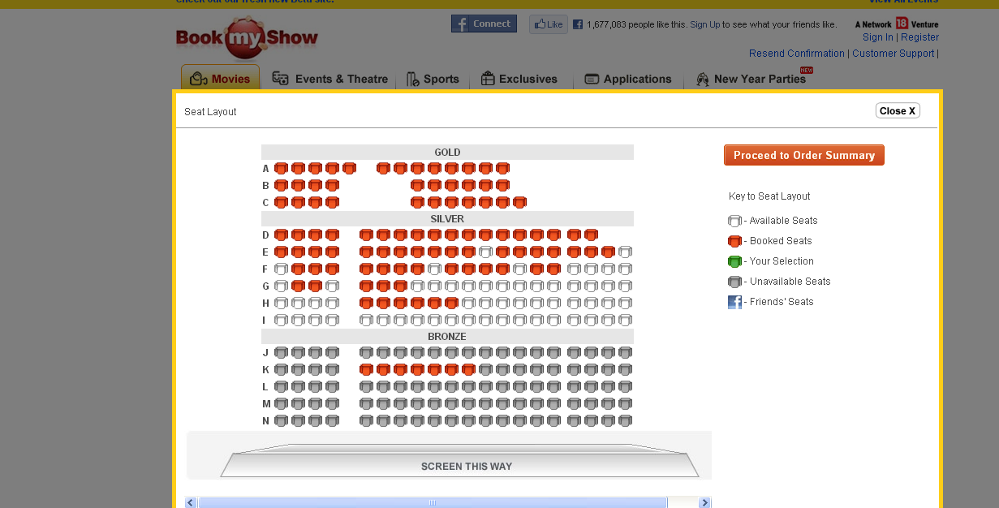 Check out our fresh new Beta site!
View All Events
Book my Show
f Connect
Like
1,677,083 people like this. Sign Up to see what your friends like.
A Network 18 Venture
Sign In | Register
Resend Confirmation | Customer Support |
Movies
Events & Theatre
Sports
Exclusives
Applications
New Year Parties
NEW
Seat Layout
Close X
GOLD
A
B
C
SILVER
D
E
F
G
H
I
BRONZE
J
K
L
M
N
SCREEN THIS WAY
Proceed to Order Summary
Key to Seat Layout
- Available Seats
- Booked Seats
- Your Selection
- Unavailable Seats
f - Friends' Seats